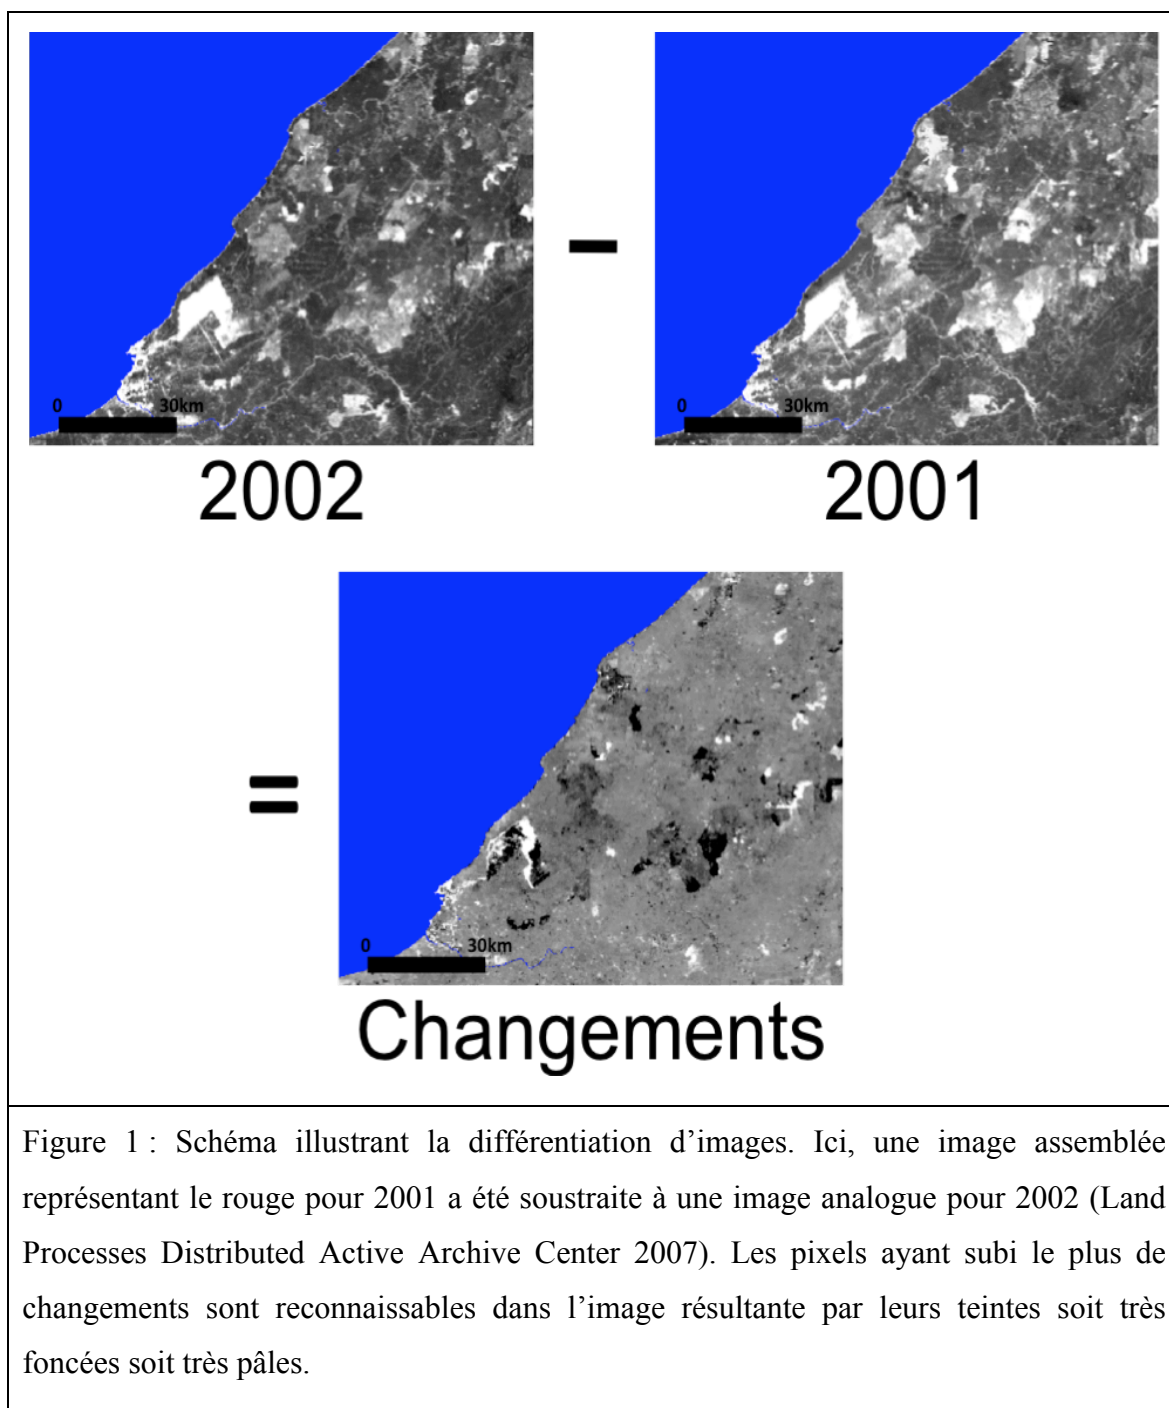 0 30km
0 30km
2002
2001
0 30km
Changements
Figure 1 : Schéma illustrant la différentiation d’images. Ici, une image assemblée
représentant le rouge pour 2001 a été soustraite à une image analogue pour 2002 (Land
Processes Distributed Active Archive Center 2007). Les pixels ayant subi le plus de
changements sont reconnaissables dans l’image résultante par leurs teintes soit très
foncées soit très pâles.